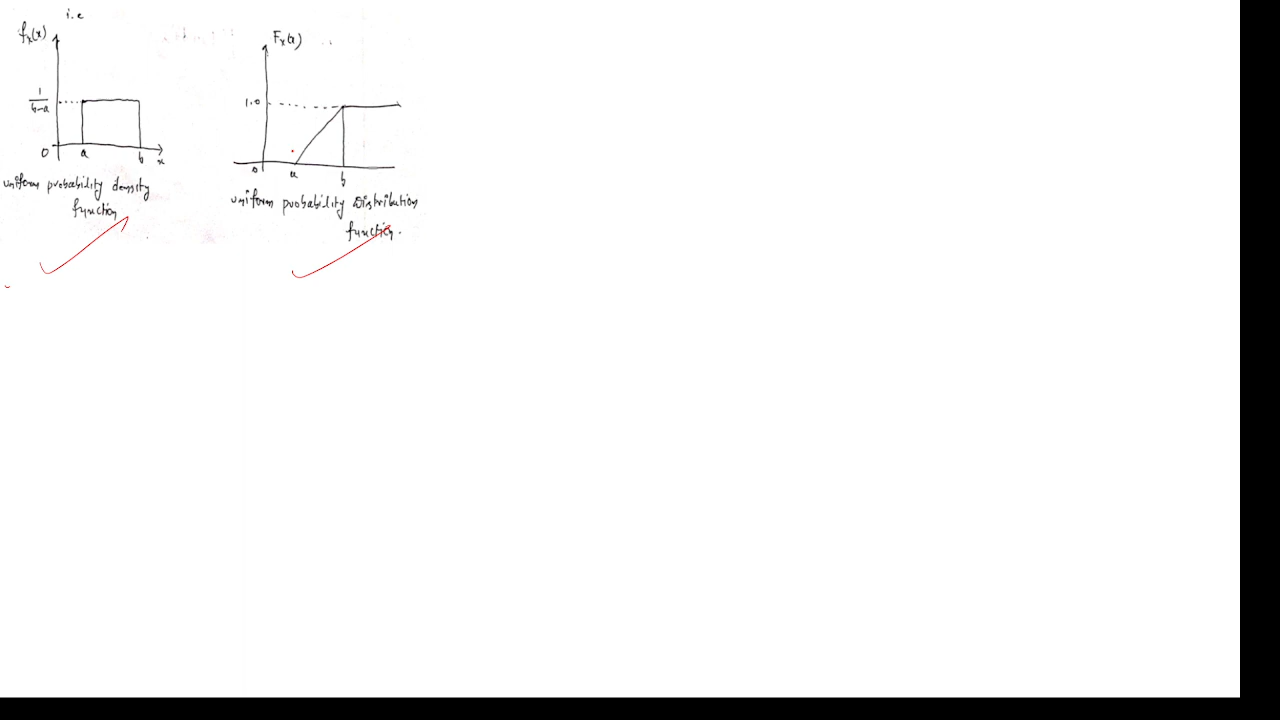 i.e
fx(x)
1
b-a
0 a b x
uniform probability density
function
Fx(x)
1.0
0 a b
uniform probability Distribution
function.